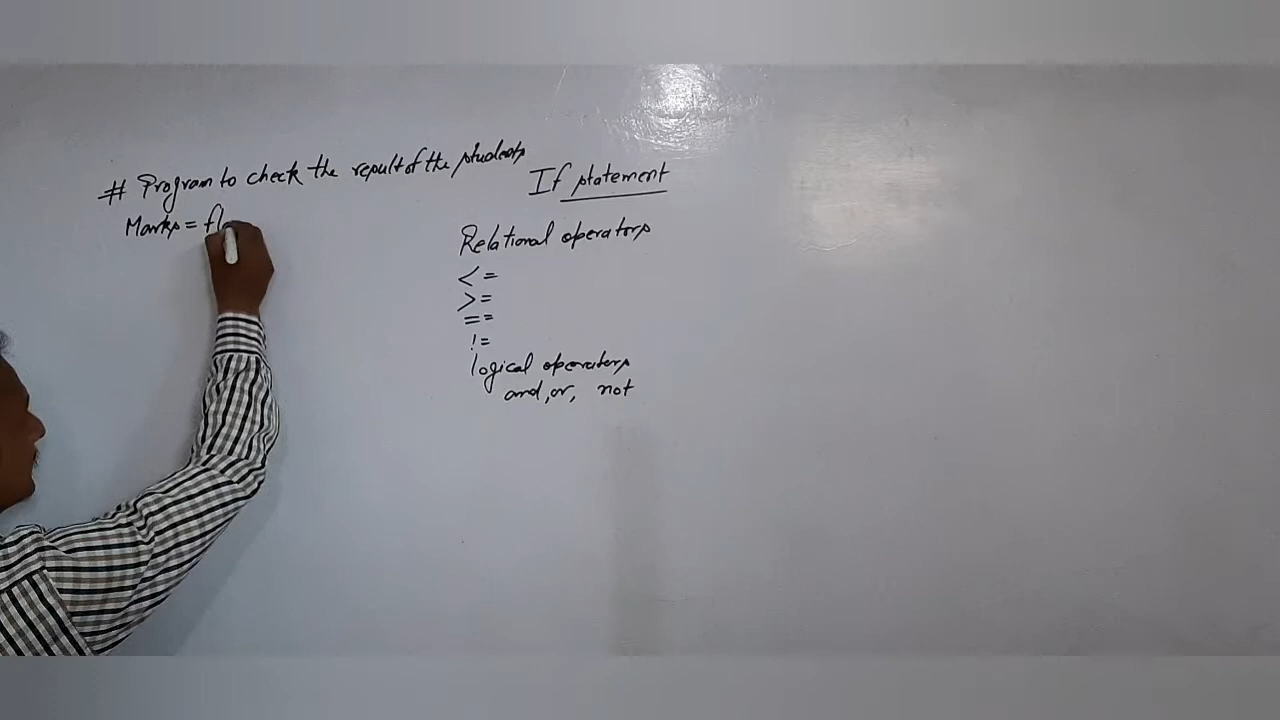 # Program to check the result of the students
Marks = fl
If statement
Relational operators
<=
>=
==
!=
logical operators
and, or, not